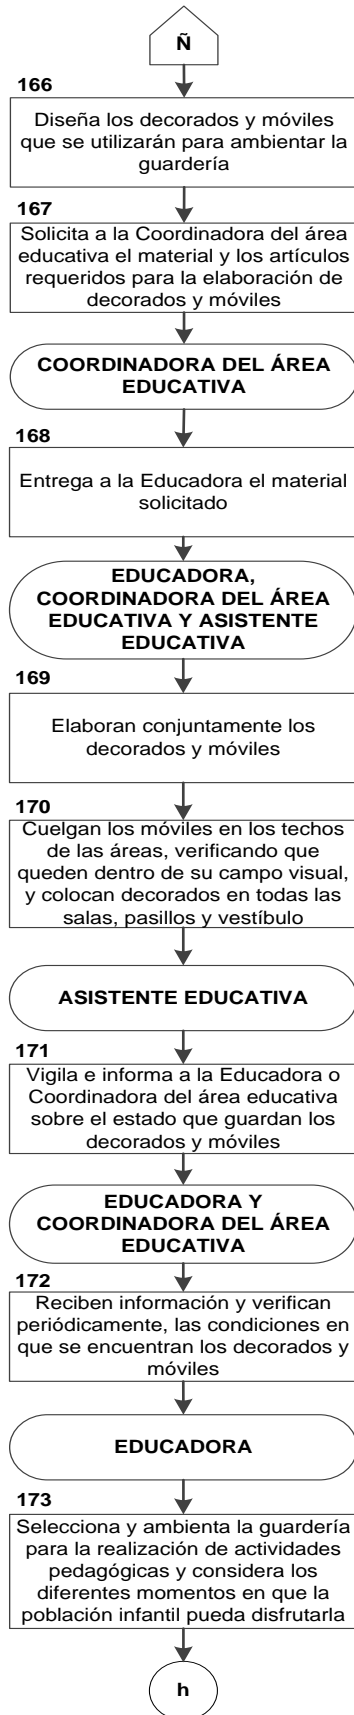 Ñ
166
Diseña los decorados y móviles
que se utilizarán para ambientar la
guardería
167
Solicita a la Coordinadora del área
educativa el material y los artículos
requeridos para la elaboración de
decorados y móviles
COORDINADORA DEL ÁREA
EDUCATIVA
168
Entrega a la Educadora el material
solicitado
EDUCADORA,
COORDINADORA DEL ÁREA
EDUCATIVA Y ASISTENTE
EDUCATIVA
169
Elaboran conjuntamente los
decorados y móviles
170
Cuelgan los móviles en los techos
de las áreas, verificando que
queden dentro de su campo visual,
y colocan decorados en todas las
salas, pasillos y vestíbulo
ASISTENTE EDUCATIVA
171
Vigila e informa a la Educadora o
Coordinadora del área educativa
sobre el estado que guardan los
decorados y móviles
EDUCADORA Y
COORDINADORA DEL ÁREA
EDUCATIVA
172
Reciben información y verifican
periódicamente, las condiciones en
que se encuentran los decorados y
móviles
EDUCADORA
173
Selecciona y ambienta la guardería
para la realización de actividades
pedagógicas y considera los
diferentes momentos en que la
población infantil pueda disfrutarla
h